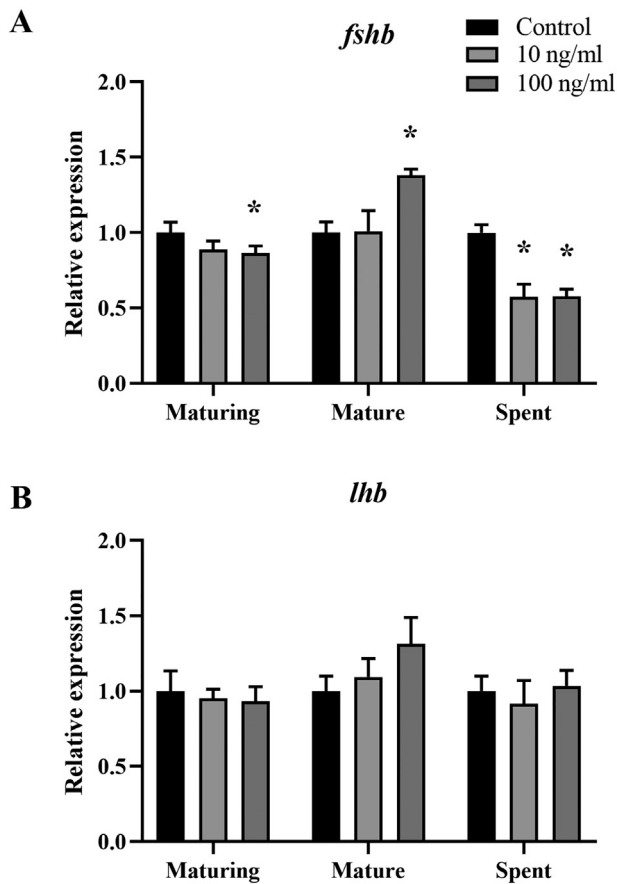 A
fshb
Control
10 ng/ml
100 ng/ml
Relative expression
2.0
1.5
1.0
0.5
0.0
*
*
*
*
Maturing
Mature
Spent
B
lhb
Relative expression
2.0
1.5
1.0
0.5
0.0
Maturing
Mature
Spent